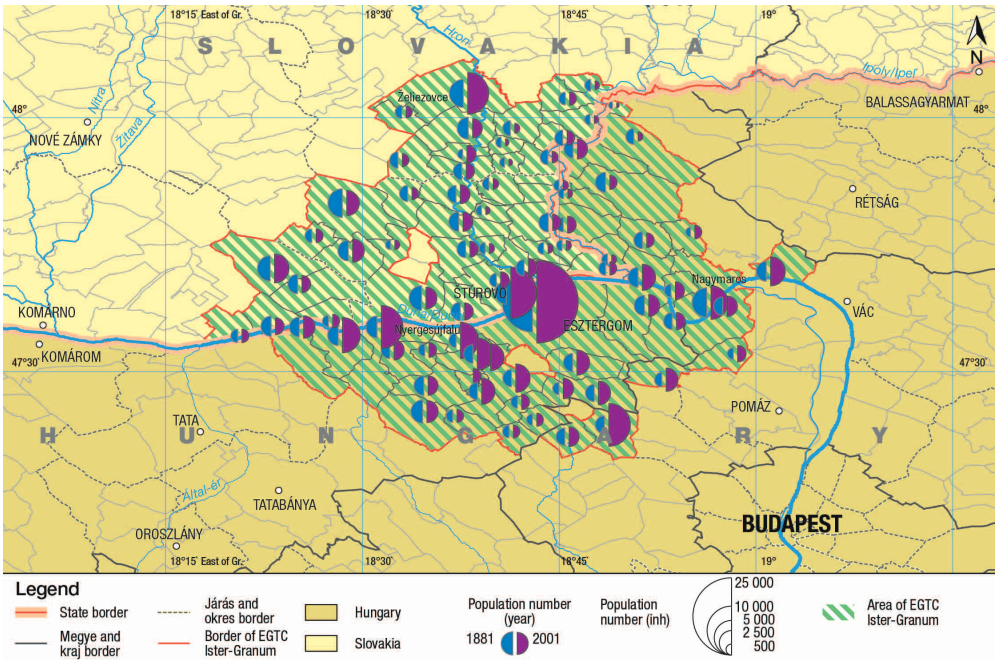 18°15´ East of Gr.
18°30
18°45
19°
N
S L O V A K I A
Hron
Ipoly/Ipeľ
BALASSAGYARMAT
48°
48°
Nitra
Žitava
NOVÉ ZÁMKY
Želiezovce
RÉTSÁG
Nagymaros
ŠTÚROVO
ESZTERGOM
Nyergesújfalu
VÁC
KOMÁRNO
KOMÁROM
47°30
47°30
POMÁZ
TATA
H U N G A R Y
Által-ér
TATABÁNYA
OROSZLÁNY
BUDAPEST
18°15´ East of Gr.
18°30
18°45
19°
Legend
State border
Megye and
kraj border
Járás and
okres border
Border of EGTC
Ister-Granum
Hungary
Slovakia
Population number
(year)
1881 2001
Population
number (inh)
25 000
10 000
5 000
2 500
500
Area of EGTC
Ister-Granum